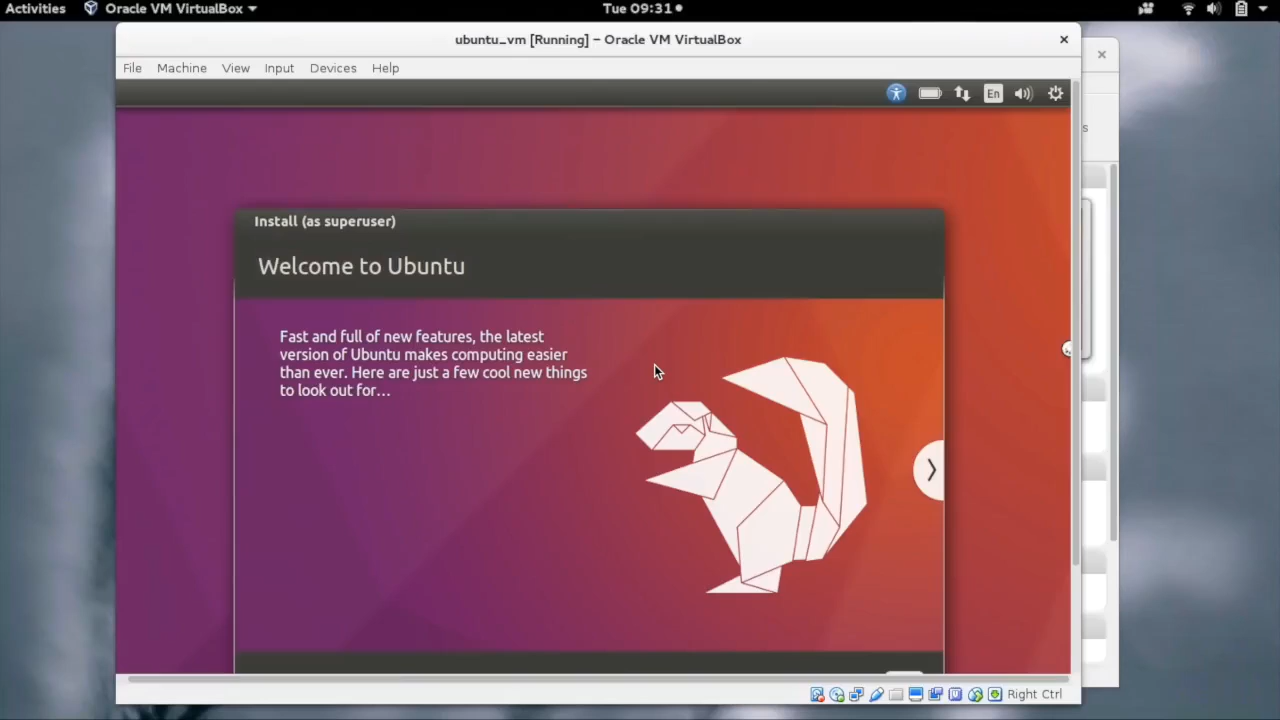 Activities Oracle VM VirtualBox Tue 09:31
ubuntu_vm [Running] – Oracle VM VirtualBox
File Machine View Input Devices Help
En
Install (as superuser)
Welcome to Ubuntu
Fast and full of new features, the latest
version of Ubuntu makes computing easier
than ever. Here are just a few cool new things
to look out for…
Right Ctrl